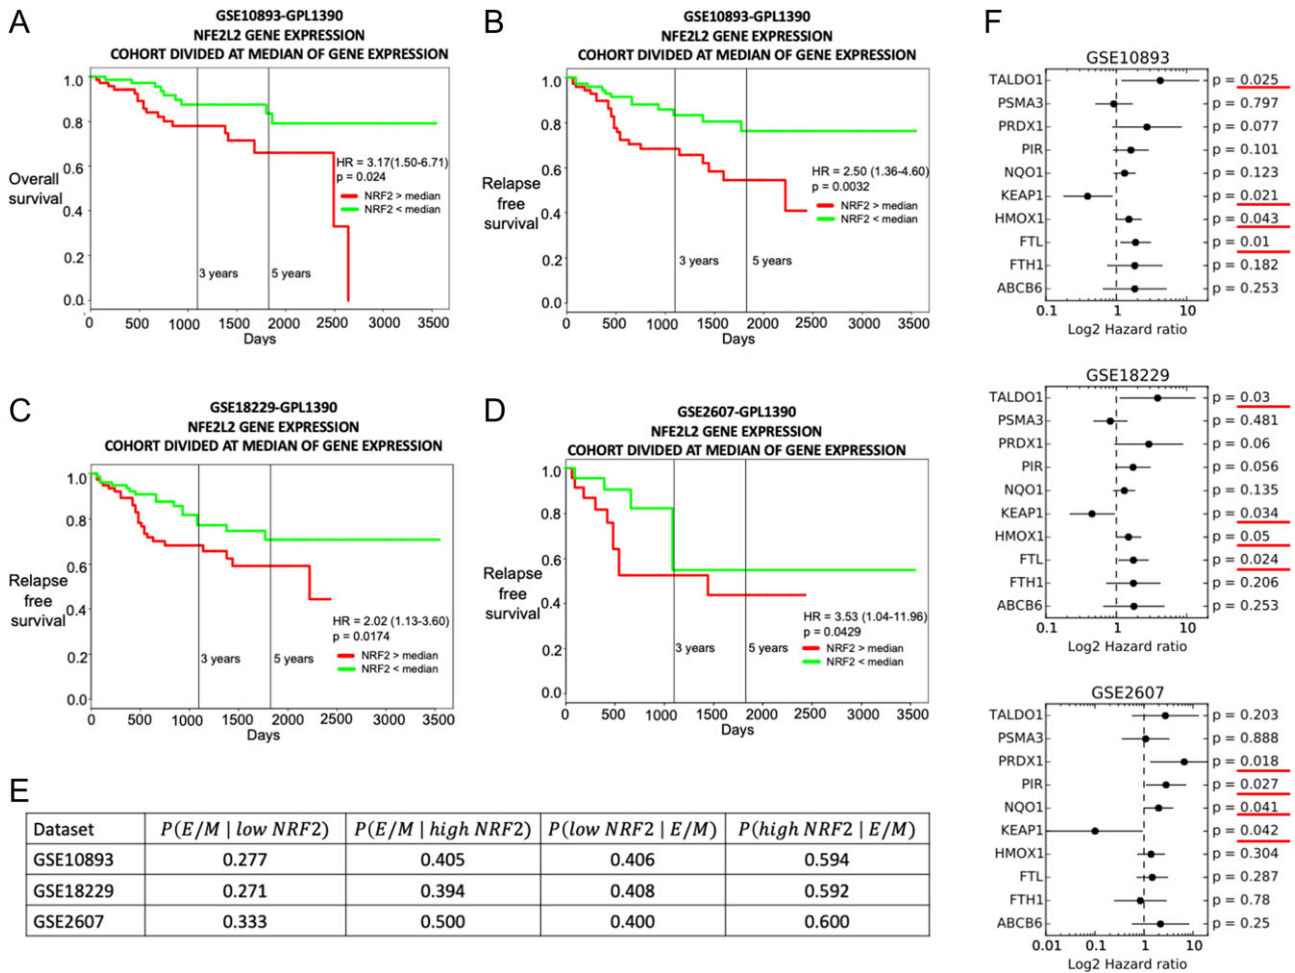 A
GSE10893-GPL1390
NFE2L2 GENE EXPRESSION
COHORT DIVIDED AT MEDIAN OF GENE EXPRESSION
Overall
survival
1.0
0.8
0.6
0.4
0.2
0.0
HR = 3.17(1.50-6.71)
p = 0.024
NRF2 > median
NRF2 < median
3 years
5 years
0 500 1000 1500 2000 2500 3000 3500
Days
B
GSE10893-GPL1390
NFE2L2 GENE EXPRESSION
COHORT DIVIDED AT MEDIAN OF GENE EXPRESSION
Relapse
free
survival
1.0
0.8
0.6
0.4
0.2
0.0
HR = 2.50 (1.36-4.60)
p = 0.0032
NRF2 > median
NRF2 < median
3 years
5 years
0 500 1000 1500 2000 2500 3000 3500
Days
C
GSE18229-GPL1390
NFE2L2 GENE EXPRESSION
COHORT DIVIDED AT MEDIAN OF GENE EXPRESSION
Relapse
free
survival
1.0
0.8
0.6
0.4
0.2
0.0
HR = 2.02 (1.13-3.60)
p = 0.0174
NRF2 > median
NRF2 < median
3 years
5 years
0 500 1000 1500 2000 2500 3000 3500
Days
D
GSE2607-GPL1390
NFE2L2 GENE EXPRESSION
COHORT DIVIDED AT MEDIAN OF GENE EXPRESSION
Relapse
free
survival
1.0
0.8
0.6
0.4
0.2
0.0
HR = 3.53 (1.04-11.96)
p = 0.0429
NRF2 > median
NRF2 < median
3 years
5 years
0 500 1000 1500 2000 2500 3000 3500
Days
E
Dataset P(E/M | low NRF2) P(E/M | high NRF2) P(low NRF2 | E/M) P(high NRF2 | E/M)
GSE10893 0.277 0.405 0.406 0.594
GSE18229 0.271 0.394 0.408 0.592
GSE2607 0.333 0.500 0.400 0.600
F
GSE10893
TALDO1 p = 0.025
PSMA3 p = 0.797
PRDX1 p = 0.077
PIR p = 0.101
NQO1 p = 0.123
KEAP1 p = 0.021
HMOX1 p = 0.043
FTL p = 0.01
FTH1 p = 0.182
ABCB6 p = 0.253
0.1 1 10
Log2 Hazard ratio
GSE18229
TALDO1 p = 0.03
PSMA3 p = 0.481
PRDX1 p = 0.06
PIR p = 0.056
NQO1 p = 0.135
KEAP1 p = 0.034
HMOX1 p = 0.05
FTL p = 0.024
FTH1 p = 0.206
ABCB6 p = 0.253
0.1 1 10
Log2 Hazard ratio
GSE2607
TALDO1 p = 0.203
PSMA3 p = 0.888
PRDX1 p = 0.018
PIR p = 0.027
NQO1 p = 0.041
KEAP1 p = 0.042
HMOX1 p = 0.304
FTL p = 0.287
FTH1 p = 0.78
ABCB6 p = 0.25
0.01 0.1 1 10
Log2 Hazard ratio